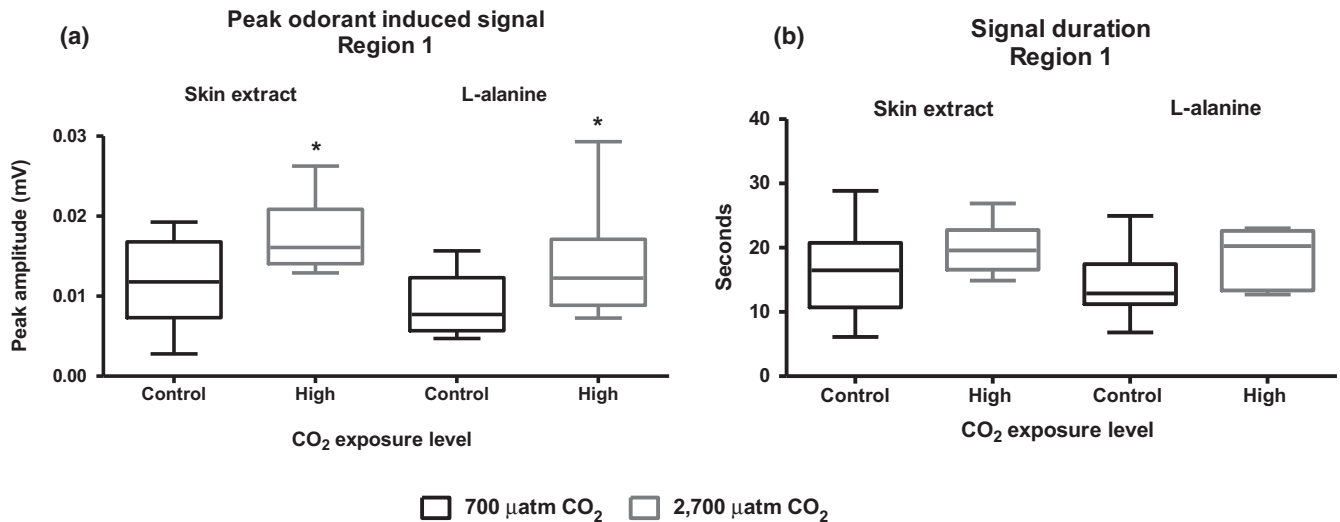 (a)
Peak odorant induced signal
Region 1
Skin extract
L-alanine
Peak amplitude (mV)
0.03
0.02
0.01
0.00
*
*
Control
High
Control
High
CO₂ exposure level
(b)
Signal duration
Region 1
Skin extract
L-alanine
Seconds
40
30
20
10
0
Control
High
Control
High
CO₂ exposure level
700 µatm CO₂
2,700 µatm CO₂